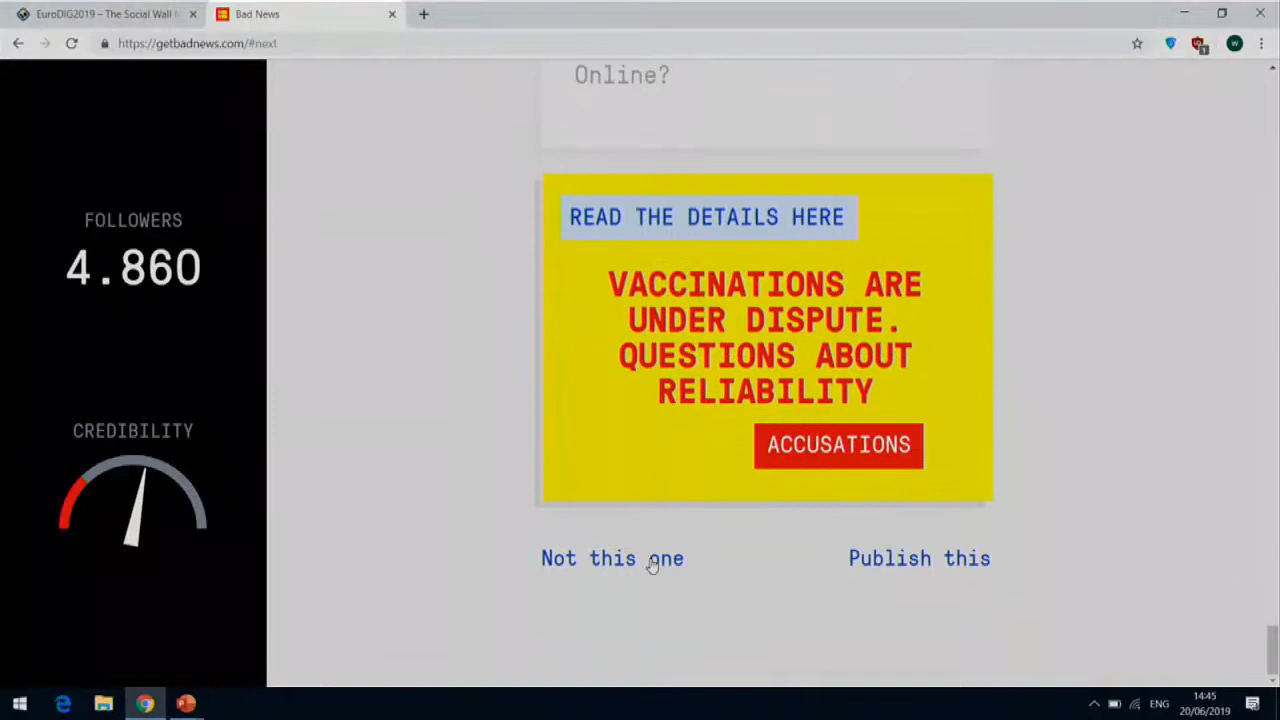 EuroDIG2019 – The Social Wall
Bad News
https://getbadnews.com/#next
W
1
Online?
READ THE DETAILS HERE
VACCINATIONS ARE
UNDER DISPUTE.
QUESTIONS ABOUT
RELIABILITY
ACCUSATIONS
Not this one
Publish this
FOLLOWERS
4.860
CREDIBILITY
ENG
14:45
20/06/2019